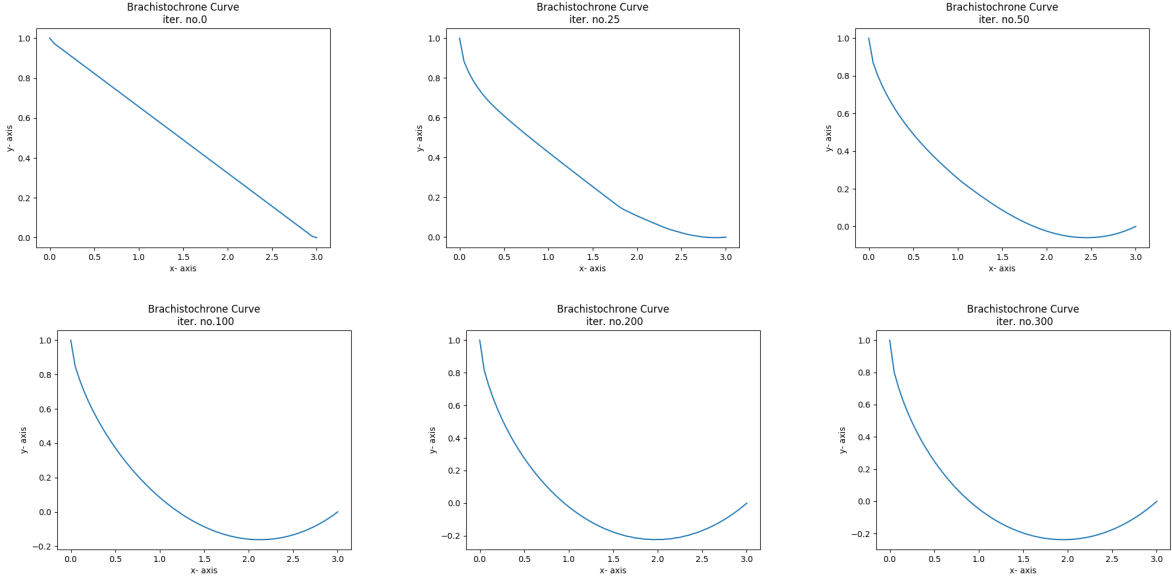 Brachistochrone Curve
iter. no.0
1.0
0.8
0.6
0.4
0.2
0.0
y- axis
0.0 0.5 1.0 1.5 2.0 2.5 3.0
x- axis
Brachistochrone Curve
iter. no.25
1.0
0.8
0.6
0.4
0.2
0.0
y- axis
0.0 0.5 1.0 1.5 2.0 2.5 3.0
x- axis
Brachistochrone Curve
iter. no.50
1.0
0.8
0.6
0.4
0.2
0.0
y- axis
0.0 0.5 1.0 1.5 2.0 2.5 3.0
x- axis
Brachistochrone Curve
iter. no.100
1.0
0.8
0.6
0.4
0.2
0.0
−0.2
y- axis
0.0 0.5 1.0 1.5 2.0 2.5 3.0
x- axis
Brachistochrone Curve
iter. no.200
1.0
0.8
0.6
0.4
0.2
0.0
−0.2
y- axis
0.0 0.5 1.0 1.5 2.0 2.5 3.0
x- axis
Brachistochrone Curve
iter. no.300
1.0
0.8
0.6
0.4
0.2
0.0
−0.2
y- axis
0.0 0.5 1.0 1.5 2.0 2.5 3.0
x- axis